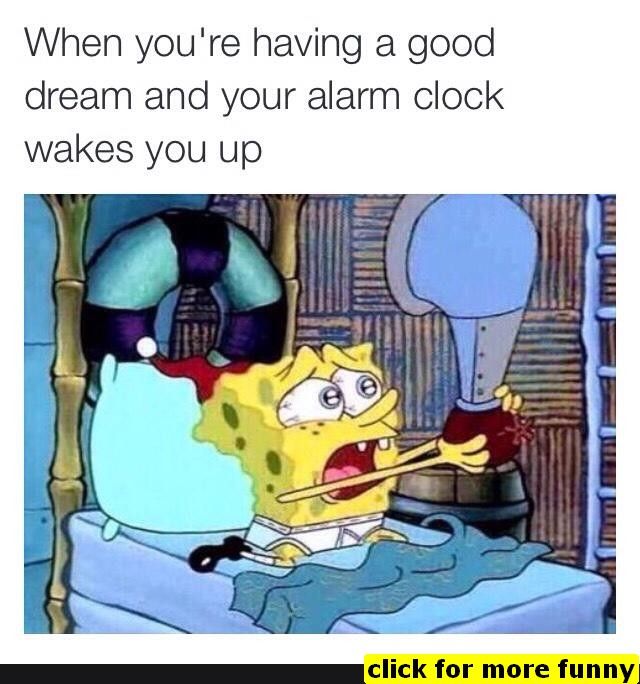 When you're having a good
dream and your alarm clock
wakes you up
click for more funny